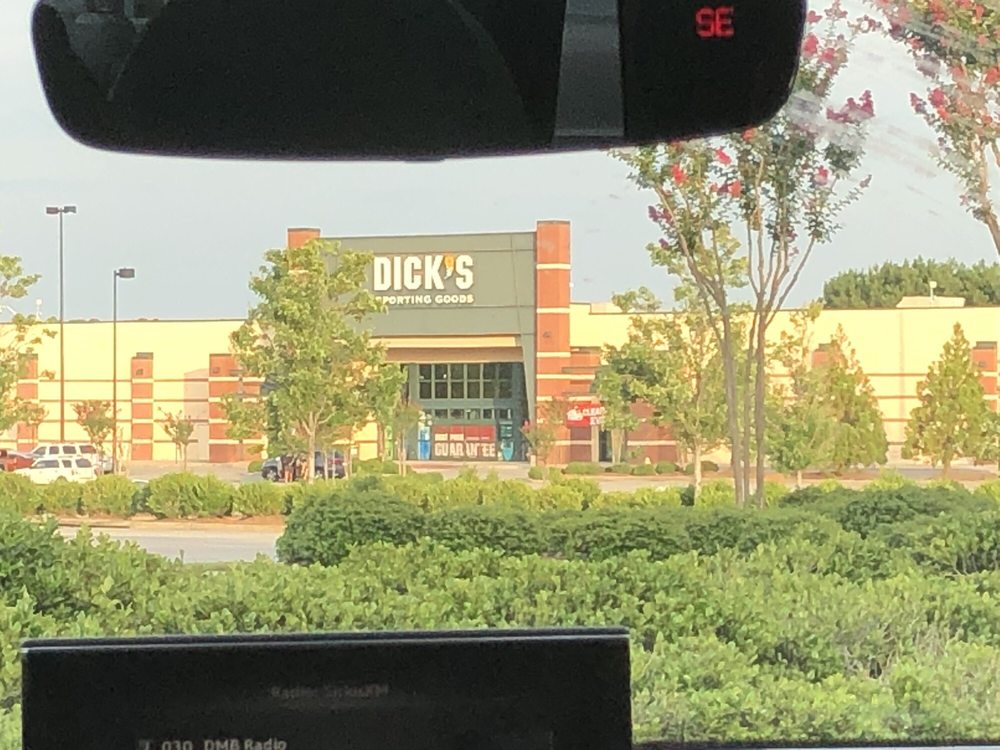 SE
DICK'S
SPORTING GOODS
GUARANTEE
Radio: SiriusXM
030 DMB Radio